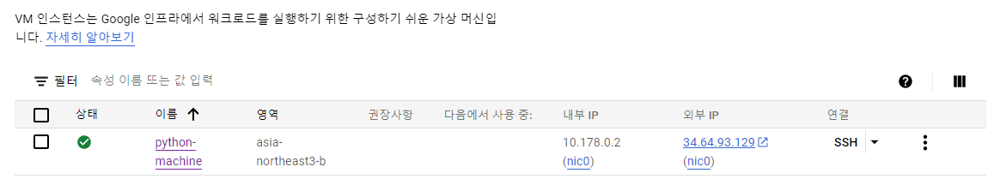 VM 인스턴스는 Google 인프라에서 워크로드를 실행하기 위한 구성하기 쉬운 가상 머신입
니다. 자세히 알아보기
필터 속성 이름 또는 값 입력
상태 이름 영역 권장사항 다음에서 사용 중: 내부 IP 외부 IP 연결
python- asia- 10.178.0.2 34.64.93.129 SSH
machine northeast3-b (nic0) (nic0)